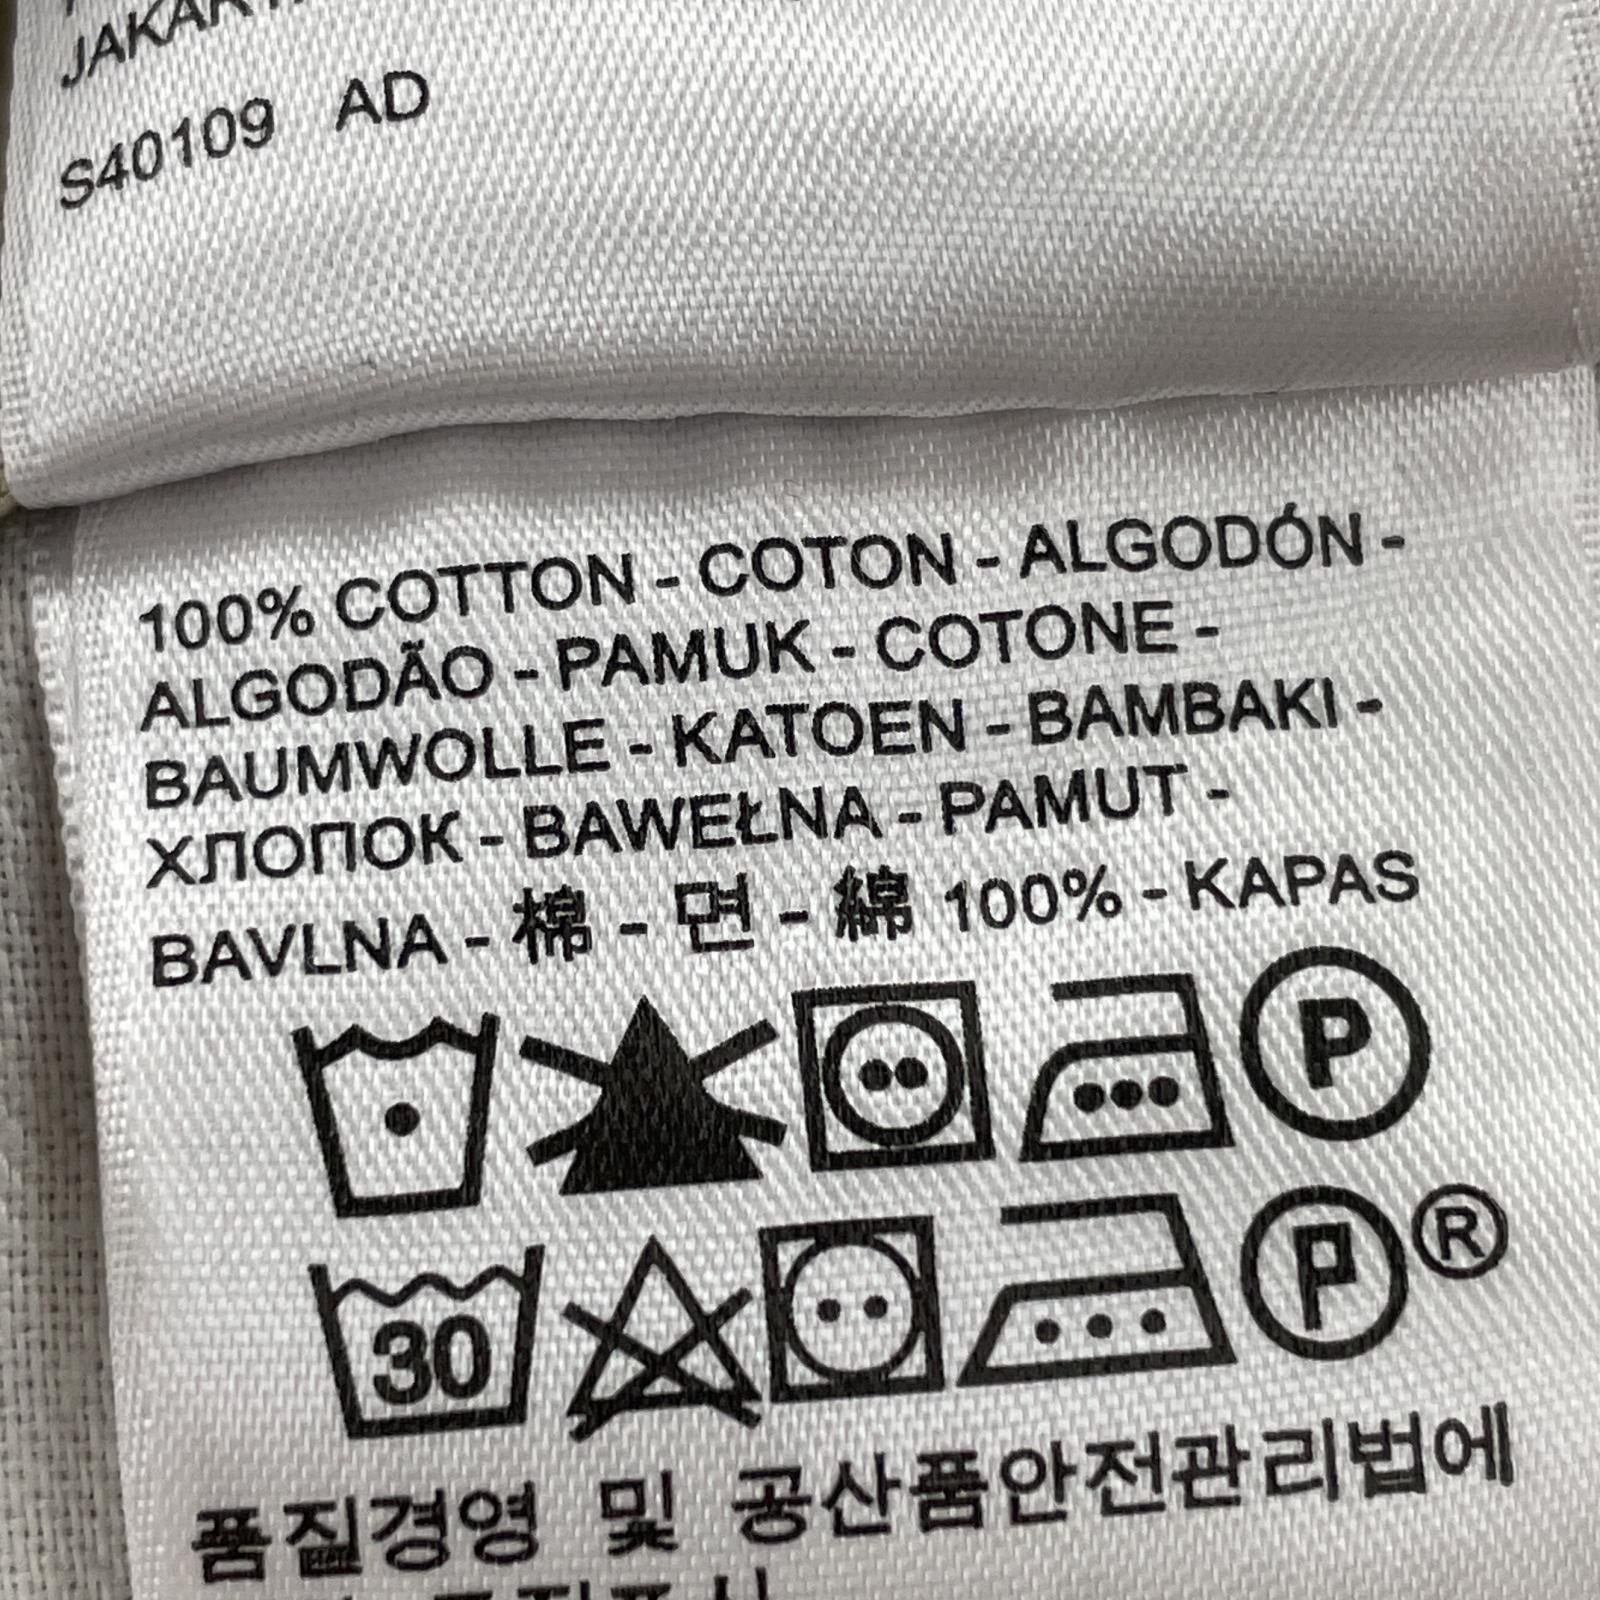 S40109 AD
100% COTTON - COTON - ALGODÓN -
ALGODÃO - PAMUK - COTONE -
BAUMWOLLE - KATOEN - BAMBAKI -
ХЛОПОК - BAWEŁNA - PAMUT -
BAVLNA - 棉 - 면 - 綿 100% - KAPAS
P
30 P ®
품질경영 및 공산품안전관리법에